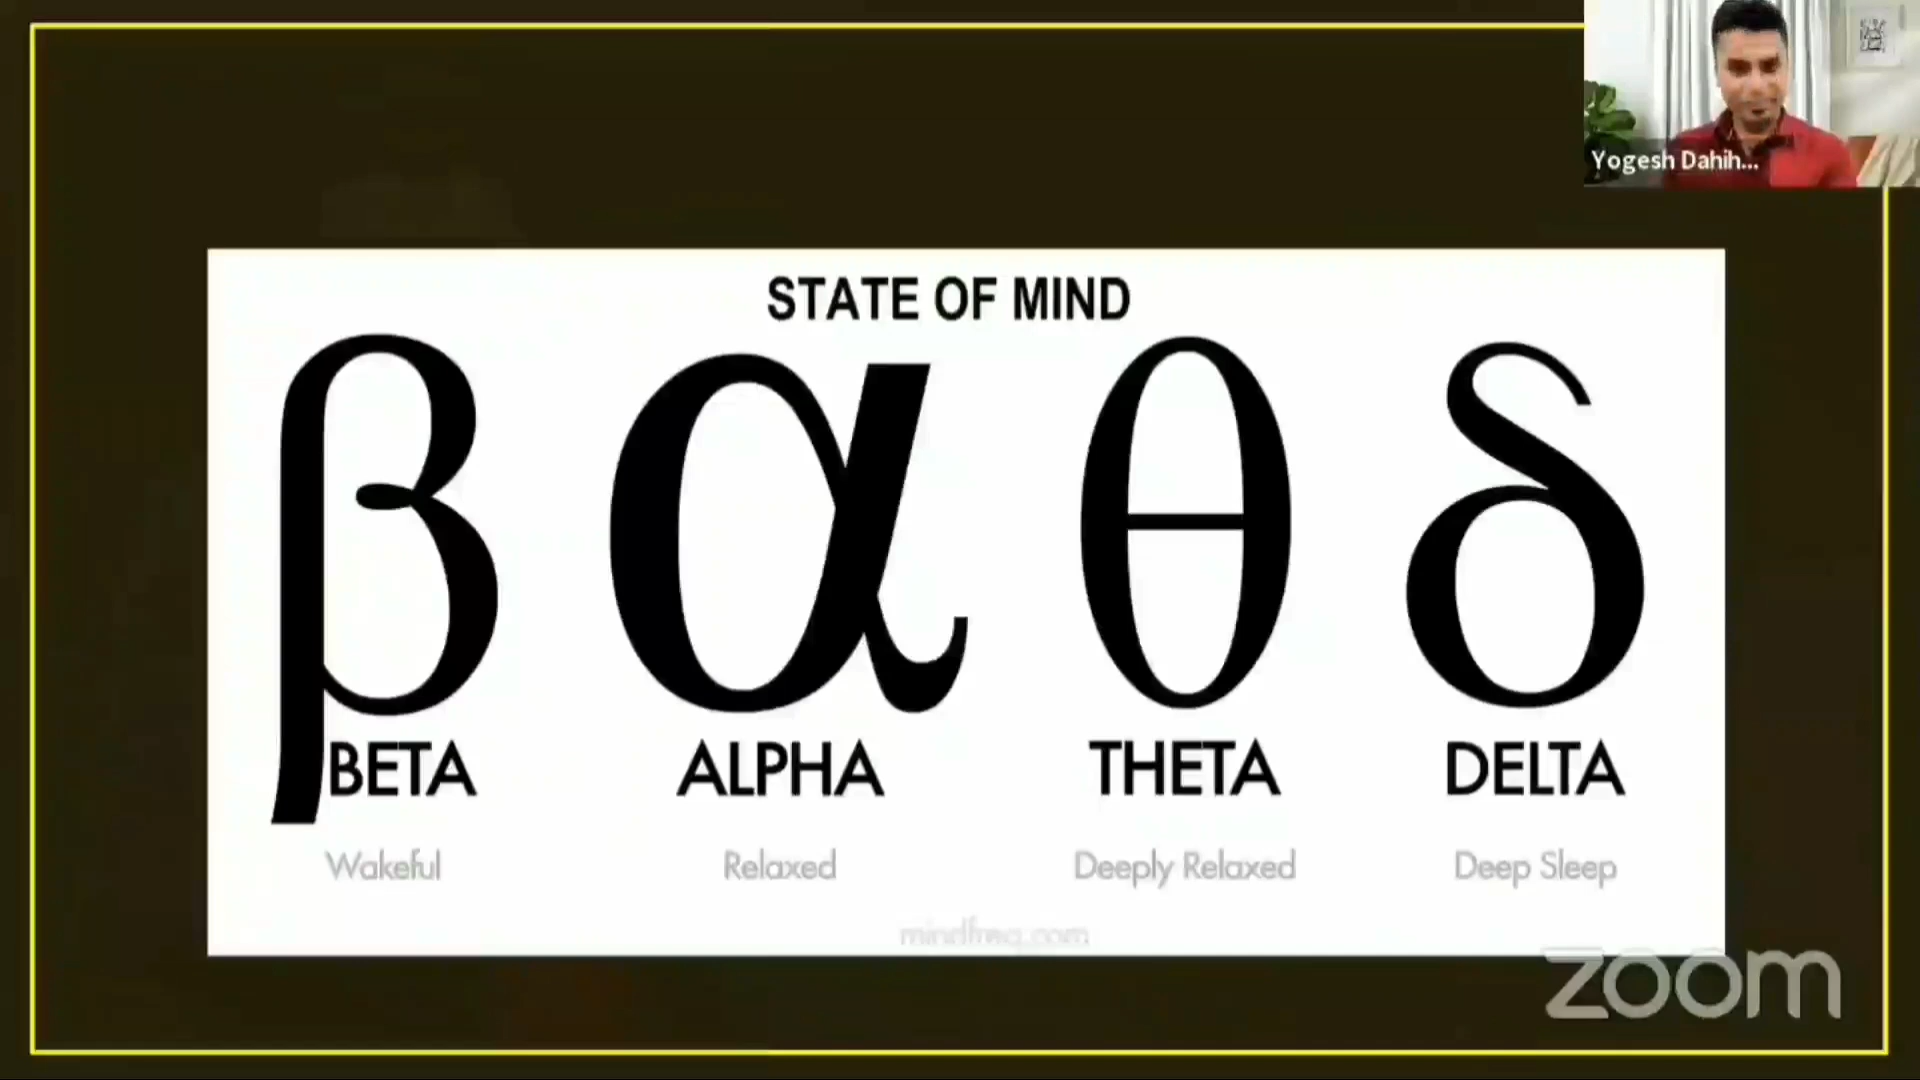 Yogesh Dahih...
STATE OF MIND
β α θ δ
BETA ALPHA THETA DELTA
Wakeful Relaxed Deeply Relaxed Deep Sleep
mindfreq.com
zoom